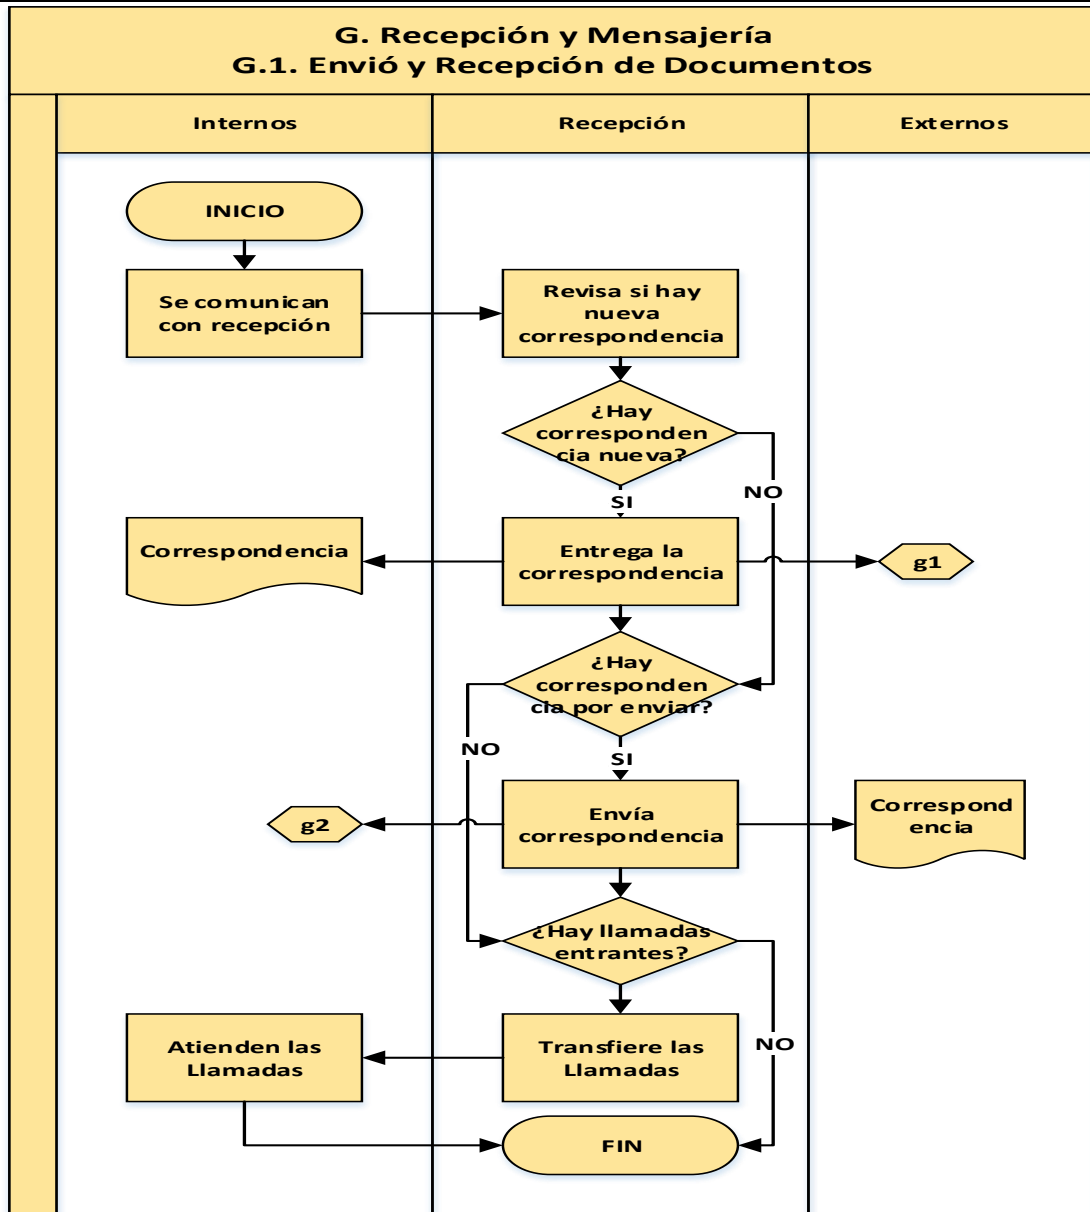 G. Recepción y Mensajería
G.1. Envió y Recepción de Documentos
Internos
Recepción
Externos
INICIO
Se comunican
con recepción
Revisa si hay
nueva
correspondencia
¿Hay
corresponden
cia nueva?
NO
SI
Correspondencia
Entrega la
correspondencia
g1
¿Hay
corresponden
cia por enviar?
NO
SI
g2
Envía
correspondencia
Correspond
encia
¿Hay llamadas
entrantes?
Atienden las
Llamadas
Transfiere las
Llamadas
NO
FIN